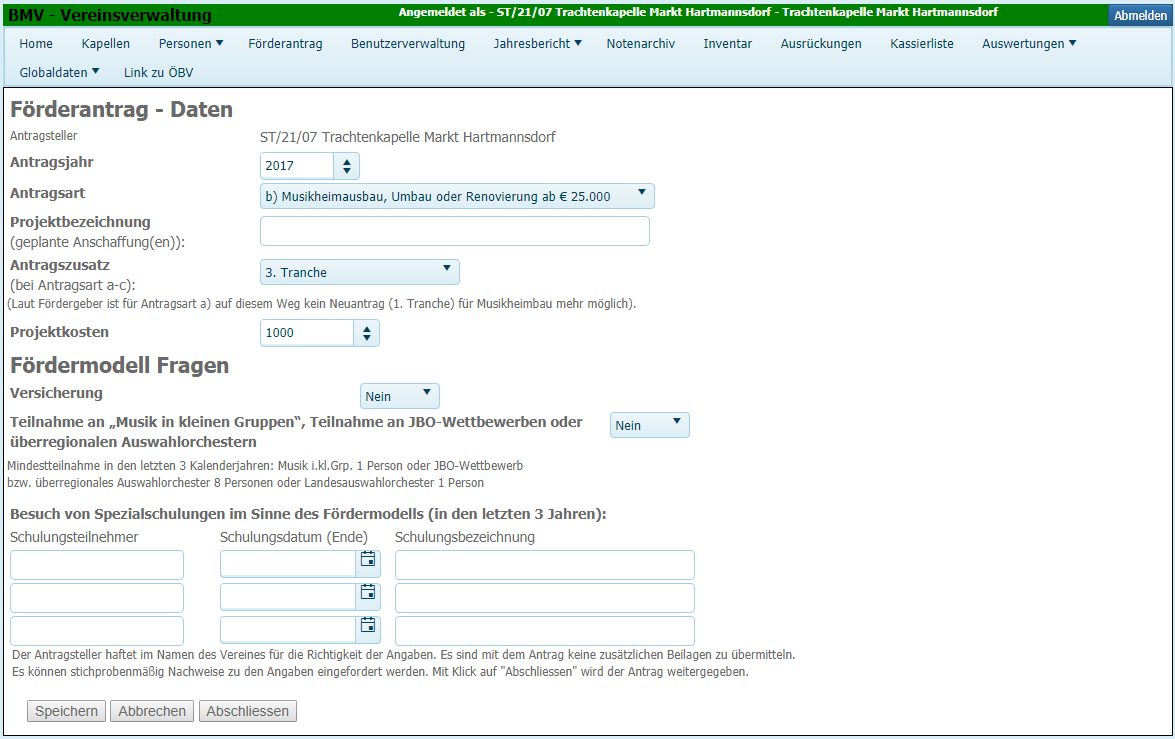 BMV - Vereinsverwaltung
Angemeldet als - ST/21/07 Trachtenkapelle Markt Hartmannsdorf - Trachtenkapelle Markt Hartmannsdorf
Abmelden
Home Kapellen Personen Förderantrag Benutzerverwaltung Jahresbericht Notenarchiv Inventar Ausrückungen Kassierliste Auswertungen
Globaldaten Link zu ÖBV
Förderantrag - Daten
Antragsteller ST/21/07 Trachtenkapelle Markt Hartmannsdorf
Antragsjahr 2017
Antragsart b) Musikheimausbau, Umbau oder Renovierung ab € 25.000
Projektbezeichnung
(geplante Anschaffung(en)):
Antragszusatz
(bei Antragsart a-c): 3. Tranche
(Laut Fördergeber ist für Antragsart a) auf diesem Weg kein Neuantrag (1. Tranche) für Musikheimbau mehr möglich).
Projektkosten 1000
Fördermodell Fragen
Versicherung Nein
Teilnahme an „Musik in kleinen Gruppen“, Teilnahme an JBO-Wettbewerben oder Nein
überregionalen Auswahlorchestern
Mindestteilnahme in den letzten 3 Kalenderjahren: Musik i.kl.Grp. 1 Person oder JBO-Wettbewerb
bzw. überregionales Auswahlorchester 8 Personen oder Landesauswahlorchester 1 Person
Besuch von Spezialschulungen im Sinne des Fördermodells (in den letzten 3 Jahren):
Schulungsteilnehmer Schulungsdatum (Ende) Schulungsbezeichnung
Der Antragsteller haftet im Namen des Vereines für die Richtigkeit der Angaben. Es sind mit dem Antrag keine zusätzlichen Beilagen zu übermitteln.
Es können stichprobenmäßig Nachweise zu den Angaben eingefordert werden. Mit Klick auf "Abschliessen" wird der Antrag weitergegeben.
Speichern Abbrechen Abschliessen